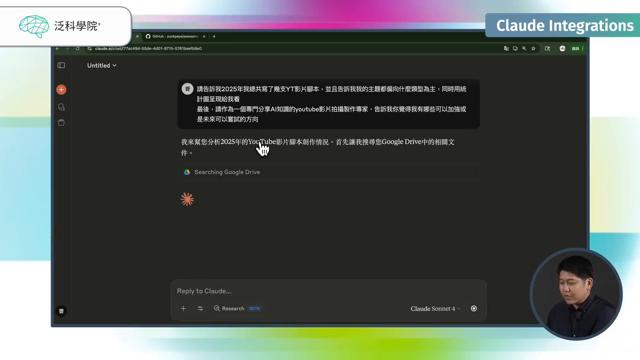 泛科學院
Claude Integrations
Untitled
請告訴我2025年我總共寫了幾支YT影片腳本，並且告訴我我的主題都偏向什麼類型為主，同時用統
計圖呈現給我看
最後，請作為一個專門分享AI知識的youtube影片拍攝製作專家，告訴我你覺得我有哪些可以加強或
是未來可以嘗試的方向
我來幫您分析2025年的YouTube影片腳本創作情況。首先讓我搜尋您Google Drive中的相關文
件。
Searching Google Drive
Reply to Claude...
Research BETA
Claude Sonnet 4